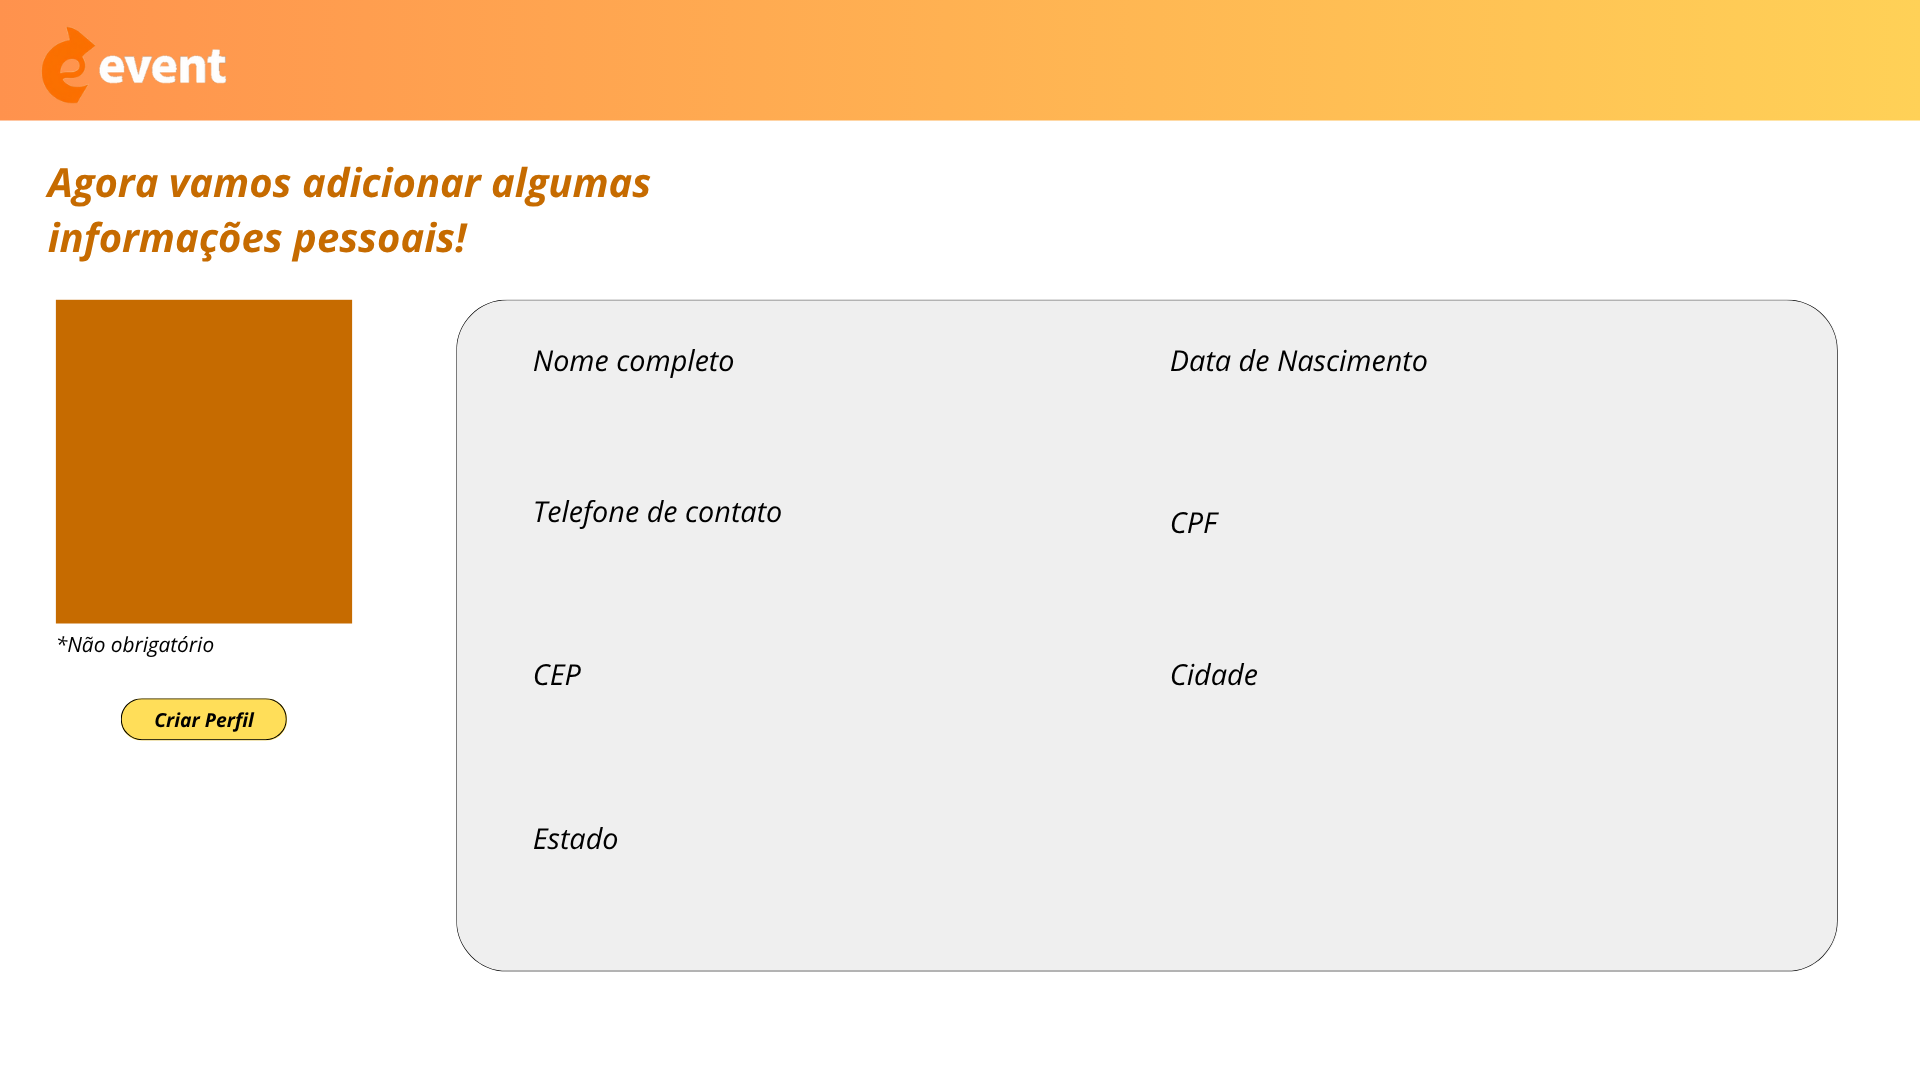 event
Agora vamos adicionar algumas
informações pessoais!
*Não obrigatório
Criar Perfil
Nome completo
Data de Nascimento
Telefone de contato
CPF
CEP
Cidade
Estado